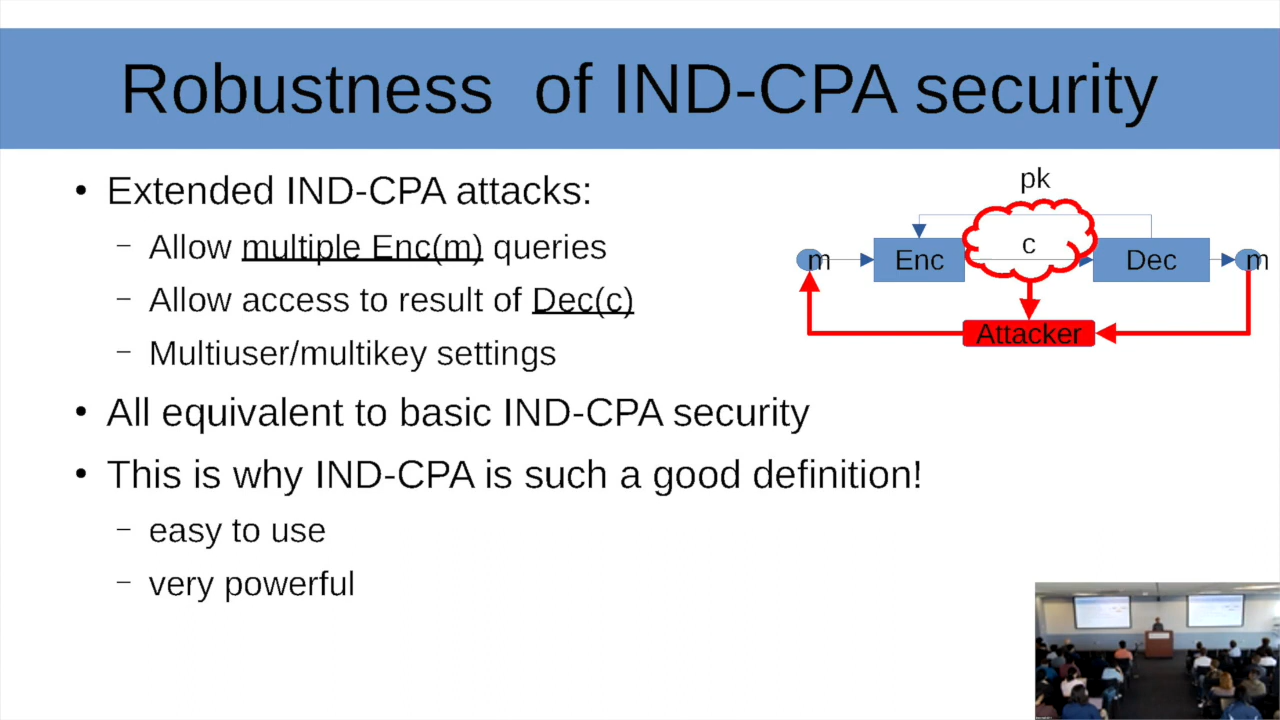 Robustness of IND-CPA security
• Extended IND-CPA attacks:
– Allow multiple Enc(m) queries
– Allow access to result of Dec(c)
– Multiuser/multikey settings
• All equivalent to basic IND-CPA security
• This is why IND-CPA is such a good definition!
– easy to use
– very powerful
pk
c
m
Enc
Dec
m
Attacker